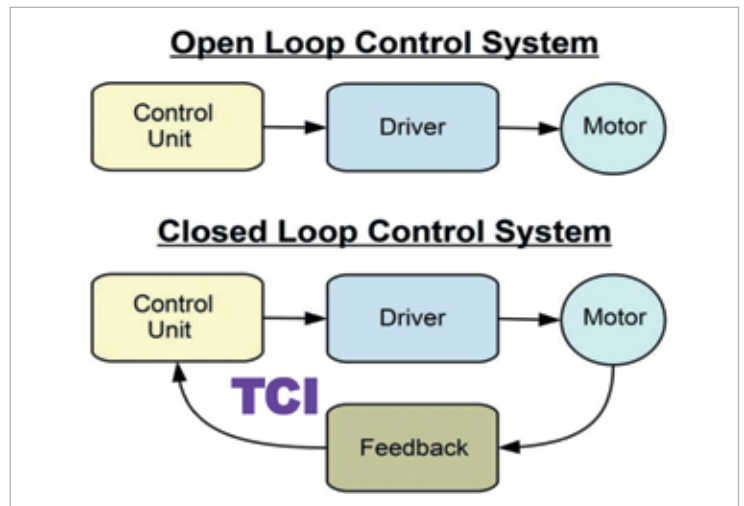 Open Loop Control System
Control
Unit
Driver
Motor
Closed Loop Control System
Control
Unit
Driver
Motor
TCI
Feedback